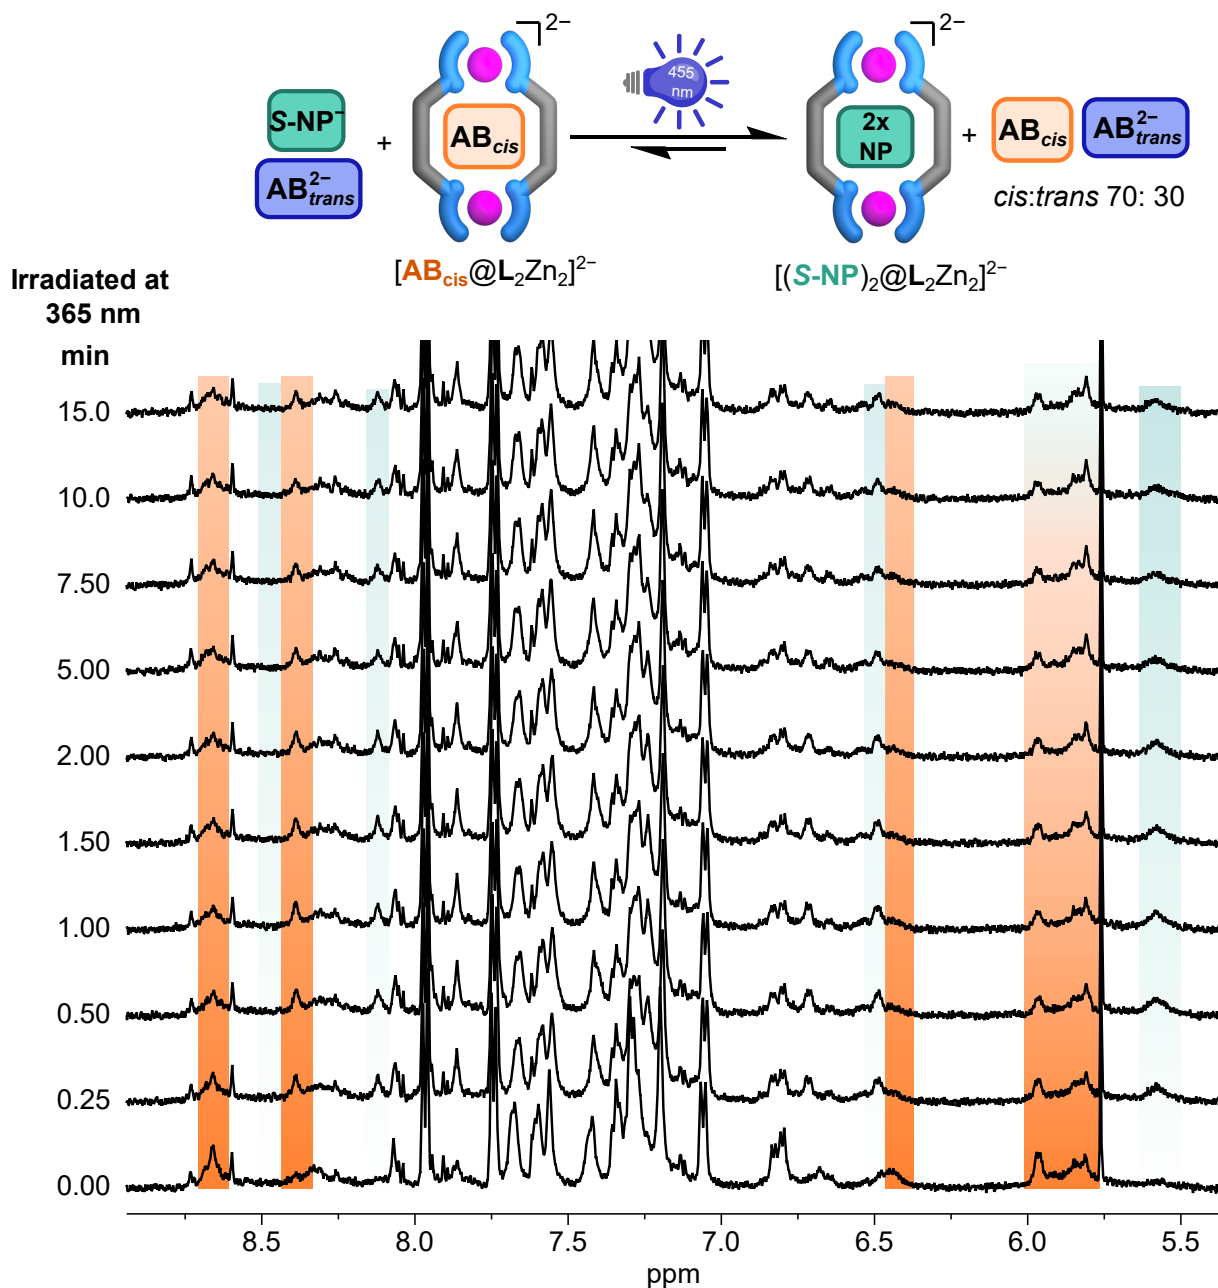 ]2− ]2−
455
nm
S-NP− + ABcis 2x NP + ABcis AB2−trans
AB2−trans
cis:trans 70: 30
[ABcis@L2Zn2]2− [(S-NP)2@L2Zn2]2−
Irradiated at
365 nm
min
15.0
10.0
7.50
5.00
2.00
1.50
1.00
0.50
0.25
0.00
8.5 8.0 7.5 7.0 6.5 6.0 5.5
ppm